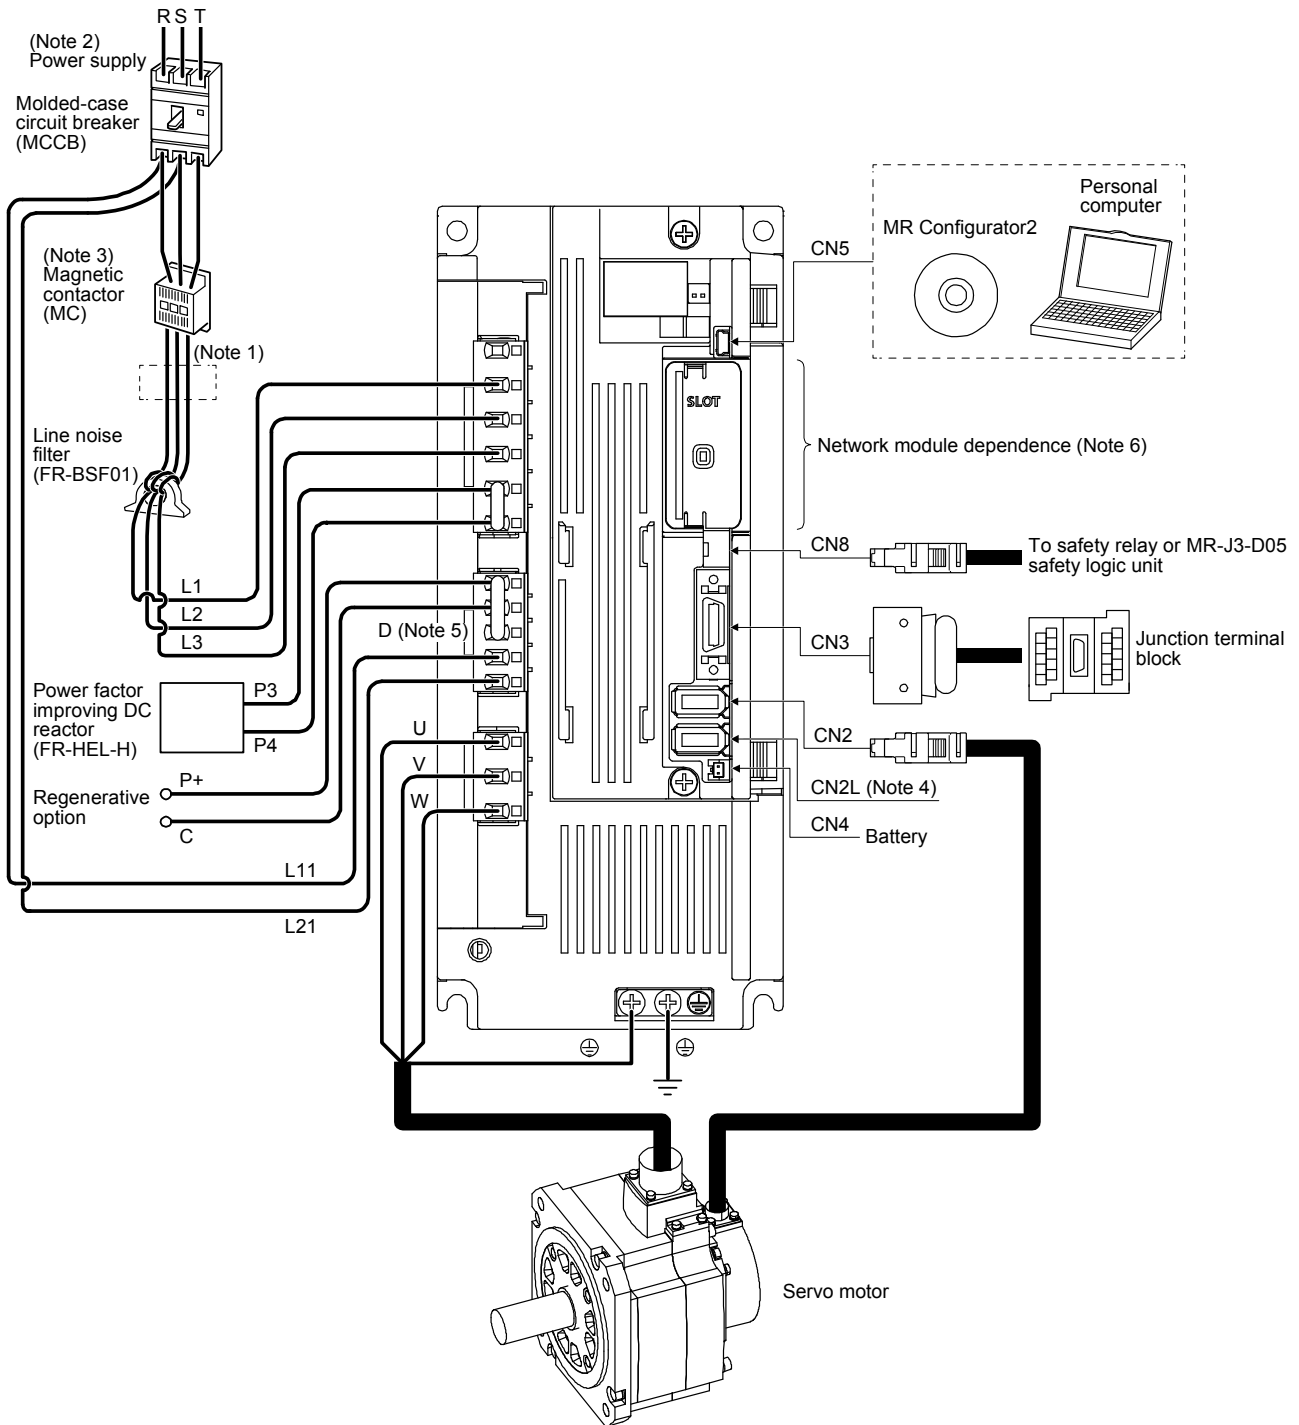 R S T
(Note 2)
Power supply
Molded-case
circuit breaker
(MCCB)
(Note 3)
Magnetic
contactor
(MC)
(Note 1)
Line noise
filter
(FR-BSF01)
L1
L2
L3
Power factor
improving DC
reactor
(FR-HEL-H)
P3
P4
Regenerative
option
P+
C
L11
L21
D (Note 5)
U
V
W
SLOT
CN5
MR Configurator2
Personal
computer
Network module dependence (Note 6)
CN8
To safety relay or MR-J3-D05
safety logic unit
CN3
Junction terminal
block
CN2
CN2L (Note 4)
CN4
Battery
Servo motor